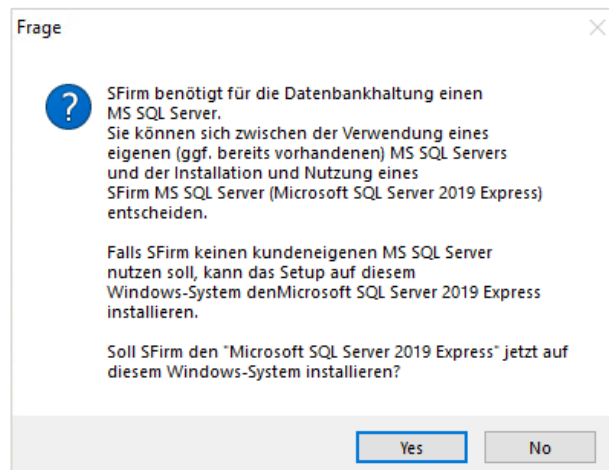 Frage
?
SFirm benötigt für die Datenbankhaltung einen
MS SQL Server.
Sie können sich zwischen der Verwendung eines
eigenen (ggf. bereits vorhandenen) MS SQL Servers
und der Installation und Nutzung eines
SFirm MS SQL Server (Microsoft SQL Server 2019 Express)
entscheiden.
Falls SFirm keinen kundeneigenen MS SQL Server
nutzen soll, kann das Setup auf diesem
Windows-System denMicrosoft SQL Server 2019 Express
installieren.
Soll SFirm den "Microsoft SQL Server 2019 Express" jetzt auf
diesem Windows-System installieren?
Yes No